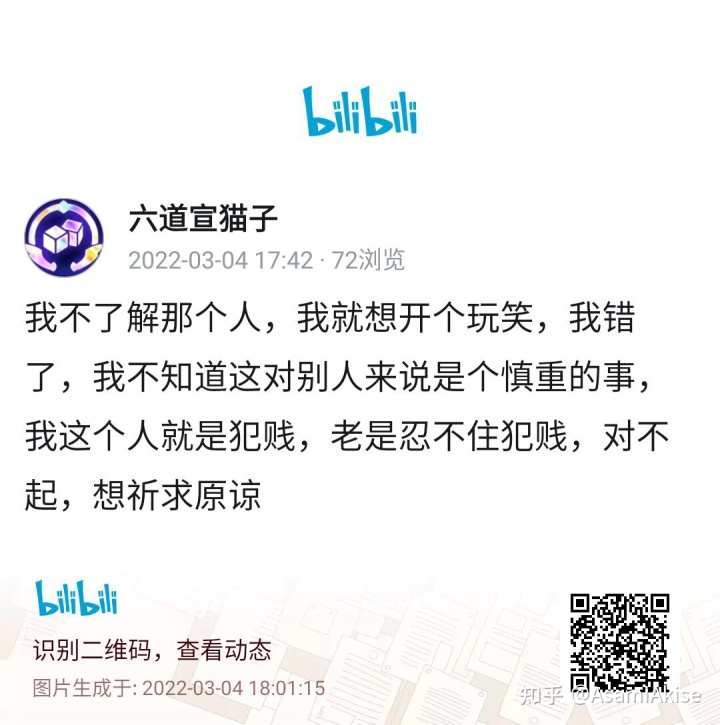 bilibili
六道宣猫子
2022-03-04 17:42 · 72浏览
我不了解那个人，我就想开个玩笑，我错
了，我不知道这对别人来说是个慎重的事，
我这个人就是犯贱，老是忍不住犯贱，对不
起，想祈求原谅
bilibili
识别二维码，查看动态
图片生成于: 2022-03-04 18:01:15
知乎 @AsamiAkise